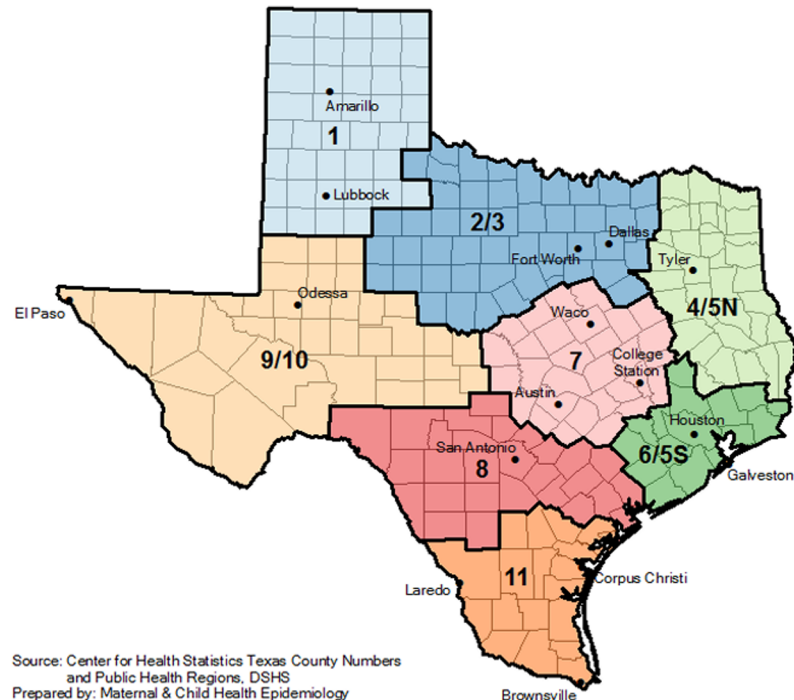 Amarillo
1
Lubbock
2/3
Dallas
Fort Worth
Tyler
Odessa
4/5N
El Paso
Waco
9/10
7
College
Station
Austin
Houston
San Antonio
6/5S
8
Galveston
11
Corpus Christi
Laredo
Source: Center for Health Statistics Texas County Numbers
and Public Health Regions, DSHS
Prepared by: Maternal & Child Health Epidemiology
Brownsville